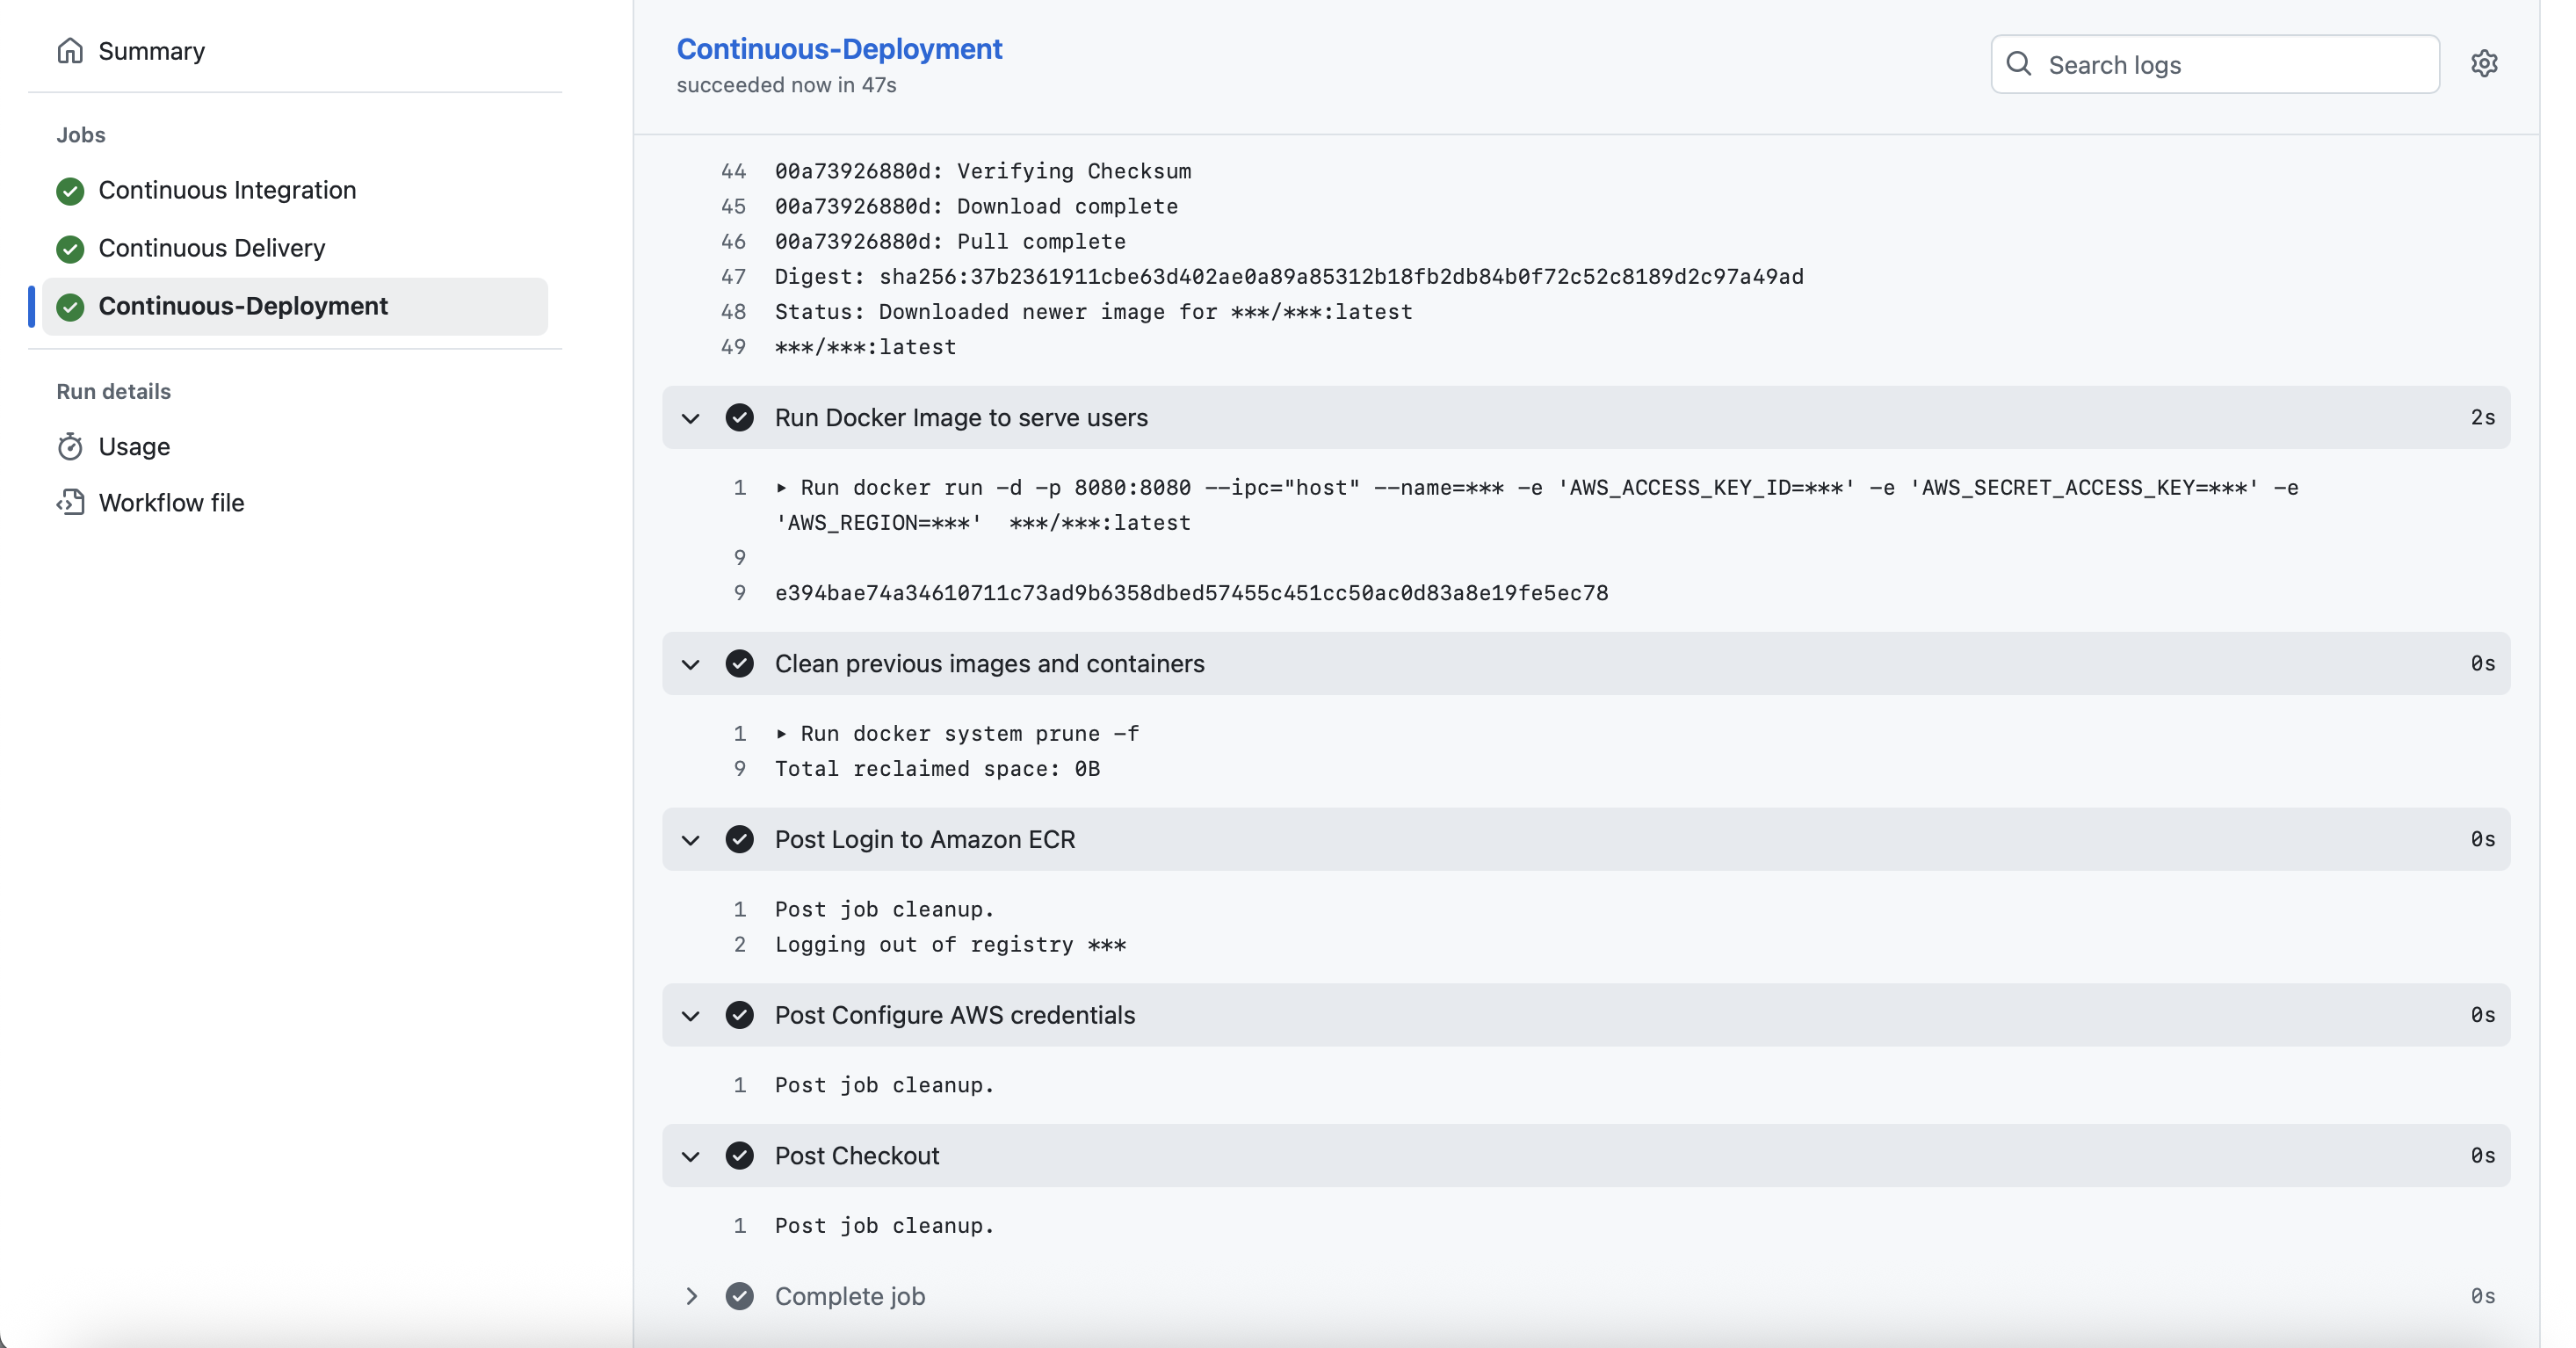 Summary
Jobs
Continuous Integration
Continuous Delivery
Continuous-Deployment
Run details
Usage
Workflow file
Continuous-Deployment
succeeded now in 47s
Search logs
44 00a73926880d: Verifying Checksum
45 00a73926880d: Download complete
46 00a73926880d: Pull complete
47 Digest: sha256:37b2361911cbe63d402ae0a89a85312b18fb2db84b0f72c52c8189d2c97a49ad
48 Status: Downloaded newer image for ***/***:latest
49 ***/***:latest
Run Docker Image to serve users 2s
1 ▸ Run docker run -d -p 8080:8080 --ipc="host" --name=*** -e 'AWS_ACCESS_KEY_ID=***' -e 'AWS_SECRET_ACCESS_KEY=***' -e
'AWS_REGION=***'  ***/***:latest
9
9 e394bae74a34610711c73ad9b6358dbed57455c451cc50ac0d83a8e19fe5ec78
Clean previous images and containers 0s
1 ▸ Run docker system prune -f
9 Total reclaimed space: 0B
Post Login to Amazon ECR 0s
1 Post job cleanup.
2 Logging out of registry ***
Post Configure AWS credentials 0s
1 Post job cleanup.
Post Checkout 0s
1 Post job cleanup.
Complete job 0s